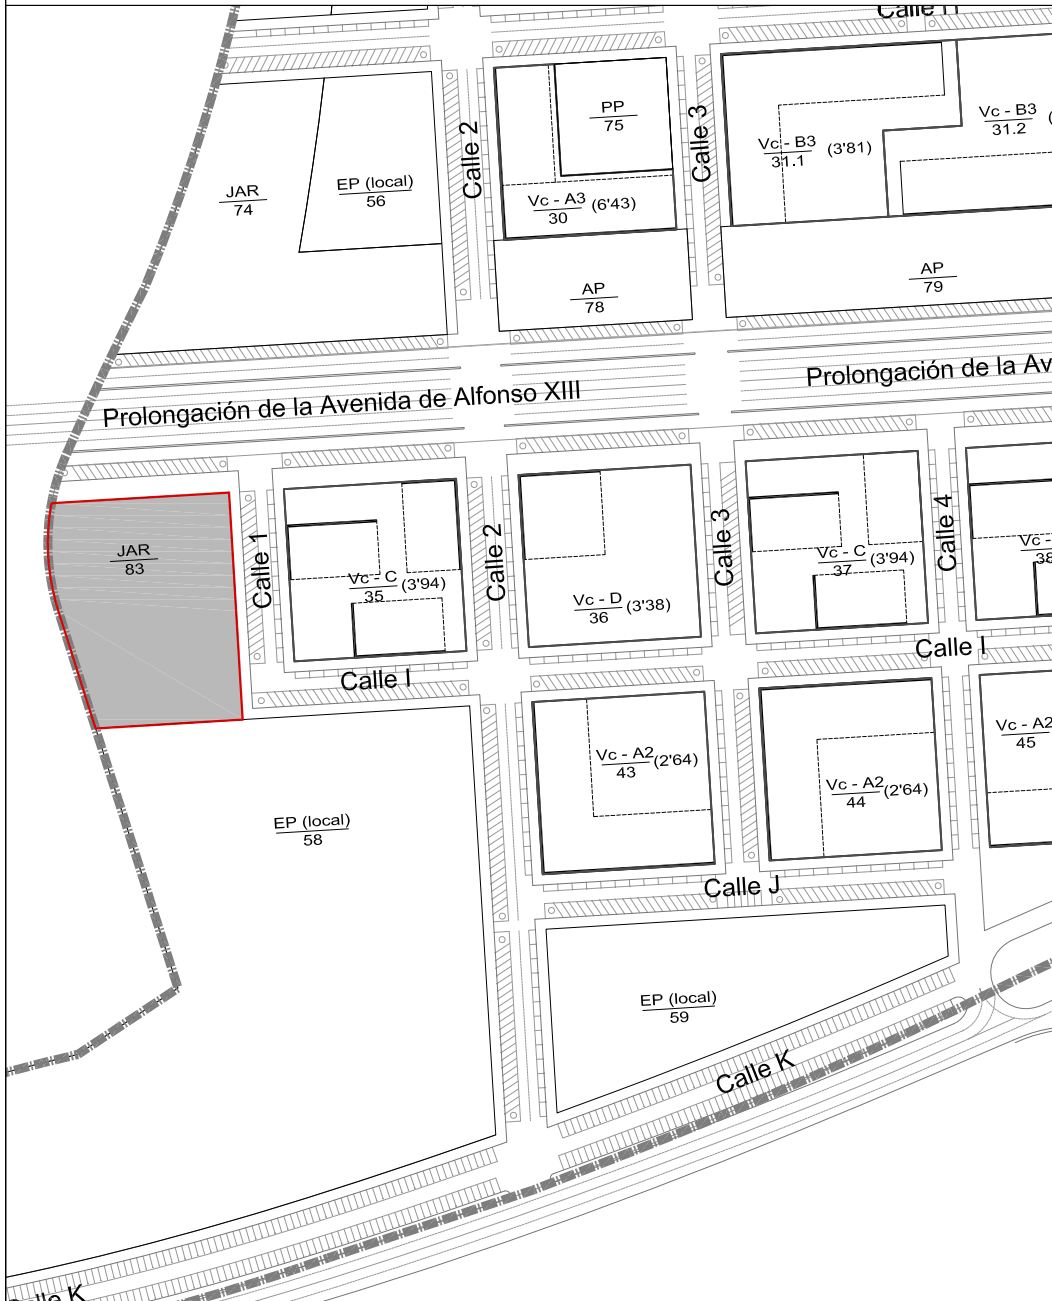 Calle 2
Calle 3
PP
75
Vc - A3 (6'43)
30
Vc - B3 (3'81)
31.1
Vc - B3
31.2
JAR
74
EP (local)
56
AP
78
AP
79
Prolongación de la Avenida de Alfonso XIII
Prolongación de la Av
JAR
83
Calle 1
Vc - C (3'94)
35
Calle 2
Vc - D (3'38)
36
Calle 3
Vc - C (3'94)
37
Calle 4
38
Calle I
Calle I
Vc - A2 (2'64)
43
Vc - A2 (2'64)
44
Vc - A2
45
EP (local)
58
Calle J
EP (local)
59
Calle K
Calle K